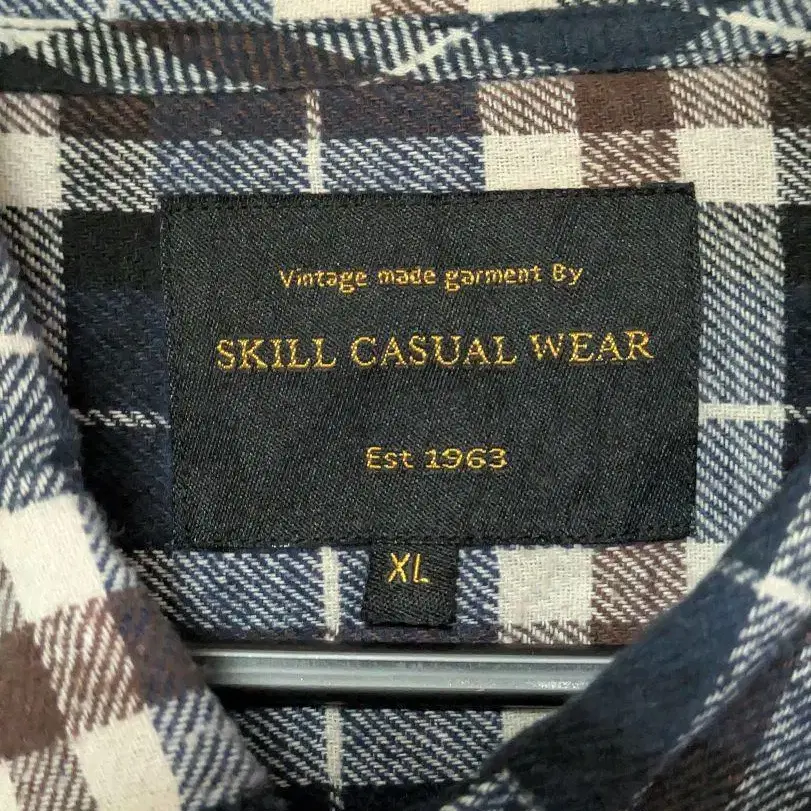 Vintage made garment By
SKILL CASUAL WEAR
Est 1963
XL